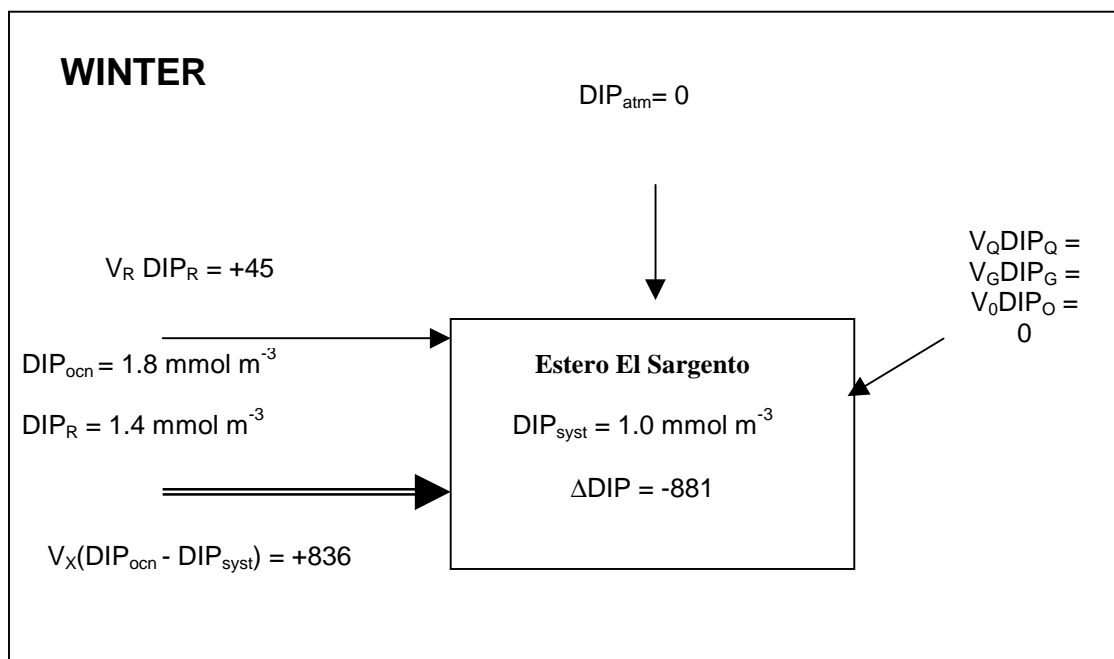 WINTER
DIPatm= 0
VQDIPQ =
VGDIPG =
V0DIPO =
0
VR DIPR = +45
DIPocn = 1.8 mmol m-3
DIPR = 1.4 mmol m-3
Estero El Sargento
DIPsyst = 1.0 mmol m-3
ΔDIP = -881
VX(DIPocn - DIPsyst) = +836